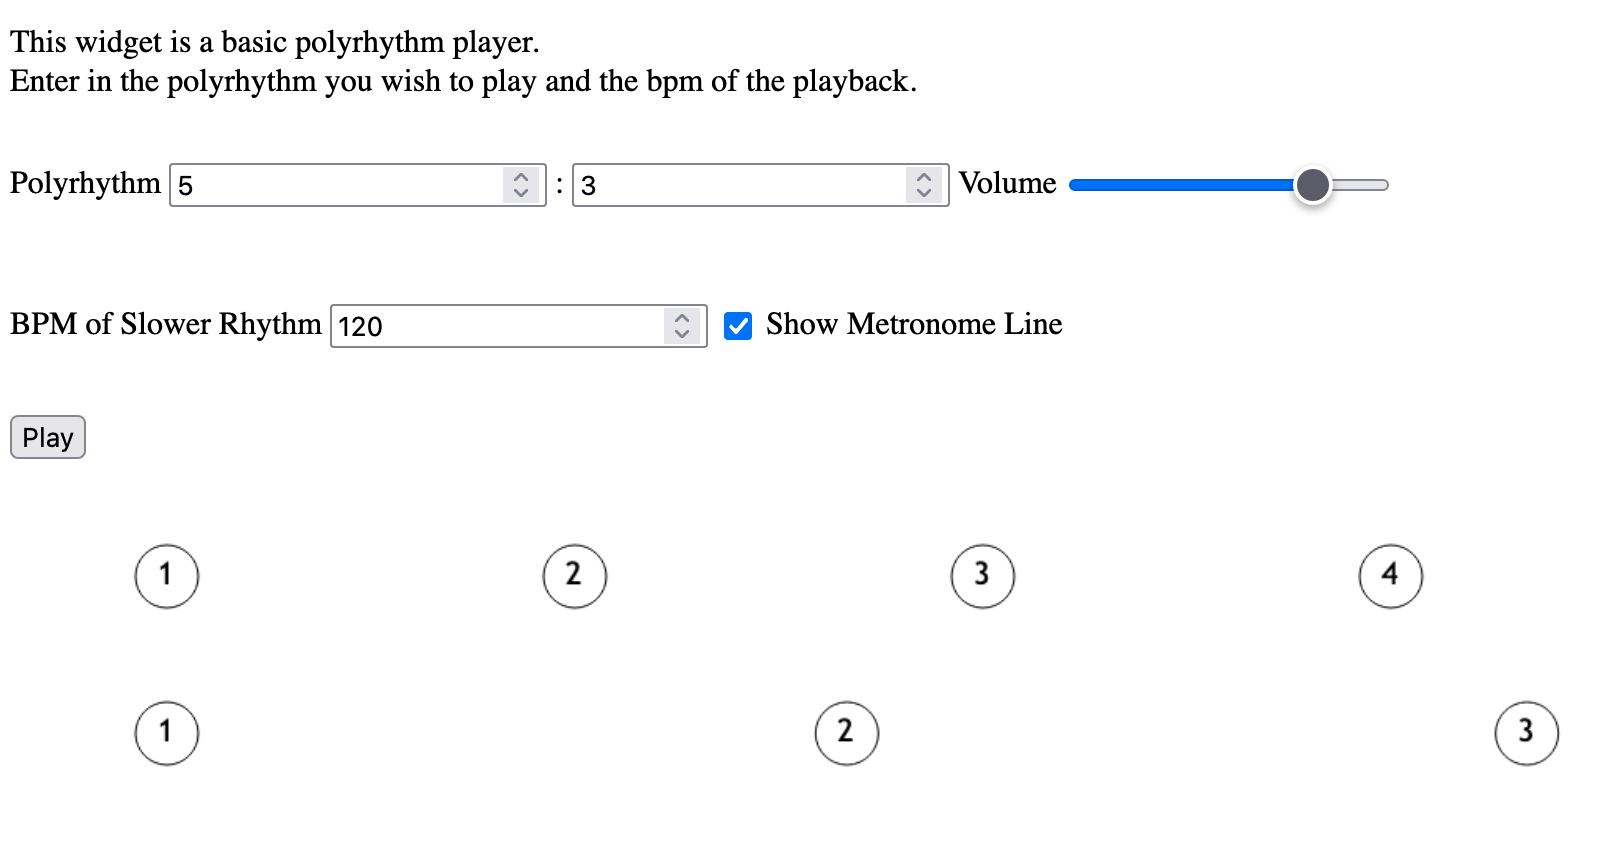 This widget is a basic polyrhythm player.
Enter in the polyrhythm you wish to play and the bpm of the playback.
Polyrhythm 5 : 3 Volume
BPM of Slower Rhythm 120 Show Metronome Line
Play
1 2 3 4
1 2 3